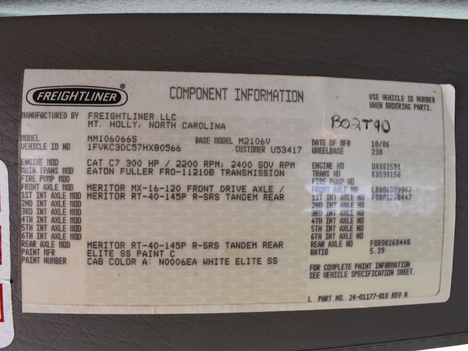 FREIGHTLINER
COMPONENT INFORMATION
USE VEHICLE ID NUMBER
WHEN ORDERING PARTS.
MANUFACTURED BY FREIGHTLINER LLC
MT. HOLLY, NORTH CAROLINA
B02T90
MODEL MM106066S BASE MODEL M2106V DATE OF MFR 10/06
VEHICLE ID NO 1FVKC3DC57HX80566 CUSTOMER U53417 WHEELBASE 238
ENGINE MOD CAT C7 300 HP / 2200 RPM; 2400 GOV RPM ENGINE NO
MAIN TRANS MOD EATON FULLER FRO-11210B TRANSMISSION TRANS NO
FIRE PUMP MOD FIRE PUMP NO
FRONT AXLE MOD MERITOR MX-16-120 FRONT DRIVE AXLE / FRONT AXLE NO
1ST INT AXLE MOD MERITOR RT-40-145P R-SRS TANDEM REAR 1ST INT AXLE NO
2ND INT AXLE MOD 2ND INT AXLE NO
3RD INT AXLE MOD 3RD INT AXLE NO
4TH INT AXLE MOD 4TH INT AXLE NO
5TH INT AXLE MOD 5TH INT AXLE NO
6TH INT AXLE MOD 6TH INT AXLE NO
REAR AXLE MOD MERITOR RT-40-145P R-SRS TANDEM REAR REAR AXLE NO
PAINT MFR ELITE SS PAINT C RATIO 5.29
PAINT NUMBER CAB COLOR A: N0006EA WHITE ELITE SS
FOR COMPLETE PAINT INFORMATION
SEE VEHICLE SPECIFICATION SHEET.
PART NO. 24-01177-010 REV A